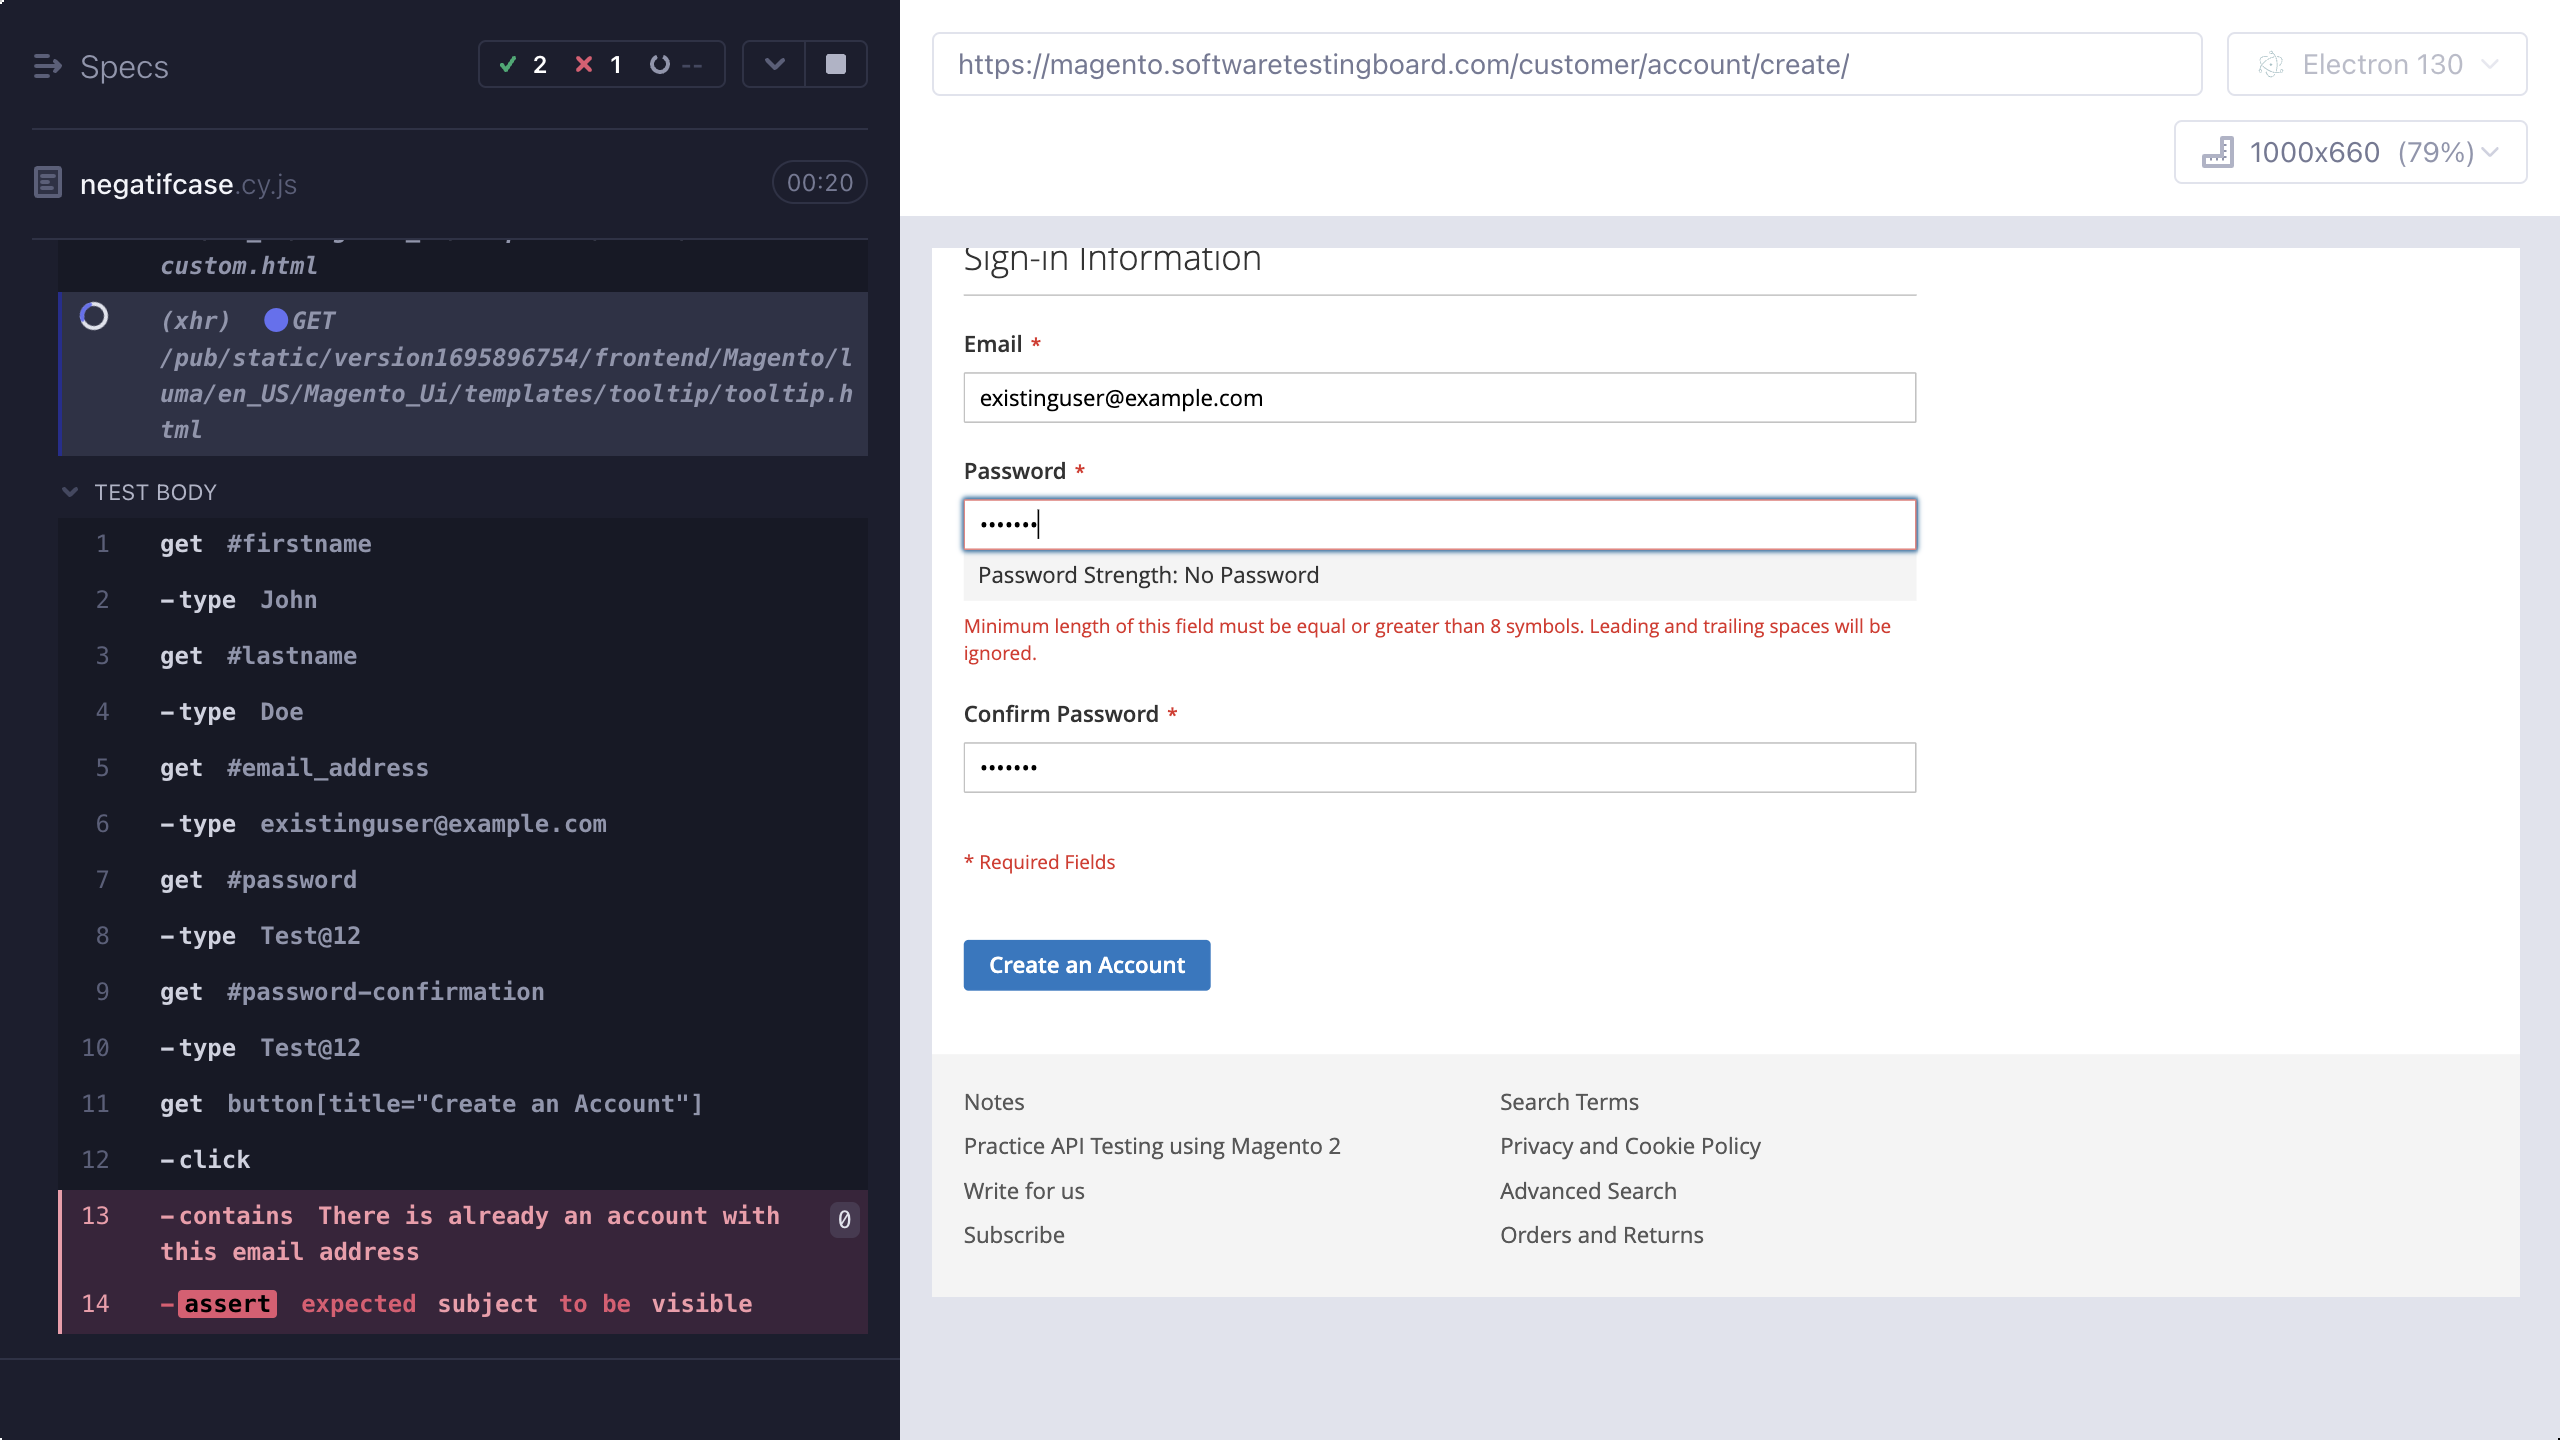 Specs
2
1
--
negatifcase.cy.js
00:20
custom.html
(xhr) GET
/pub/static/version1695896754/frontend/Magento/l
uma/en_US/Magento_Ui/templates/tooltip/tooltip.h
tml
TEST BODY
1 get #firstname
2 -type John
3 get #lastname
4 -type Doe
5 get #email_address
6 -type existinguser@example.com
7 get #password
8 -type Test@12
9 get #password-confirmation
10 -type Test@12
11 get button[title="Create an Account"]
12 -click
13 -contains There is already an account with
this email address
0
14 -assert expected subject to be visible
https://magento.softwaretestingboard.com/customer/account/create/
Electron 130
1000x660 (79%)
Sign-in Information
Email *
existinguser@example.com
Password *
•••••••
Password Strength: No Password
Minimum length of this field must be equal or greater than 8 symbols. Leading and trailing spaces will be
ignored.
Confirm Password *
•••••••
* Required Fields
Create an Account
Notes
Practice API Testing using Magento 2
Write for us
Subscribe
Search Terms
Privacy and Cookie Policy
Advanced Search
Orders and Returns